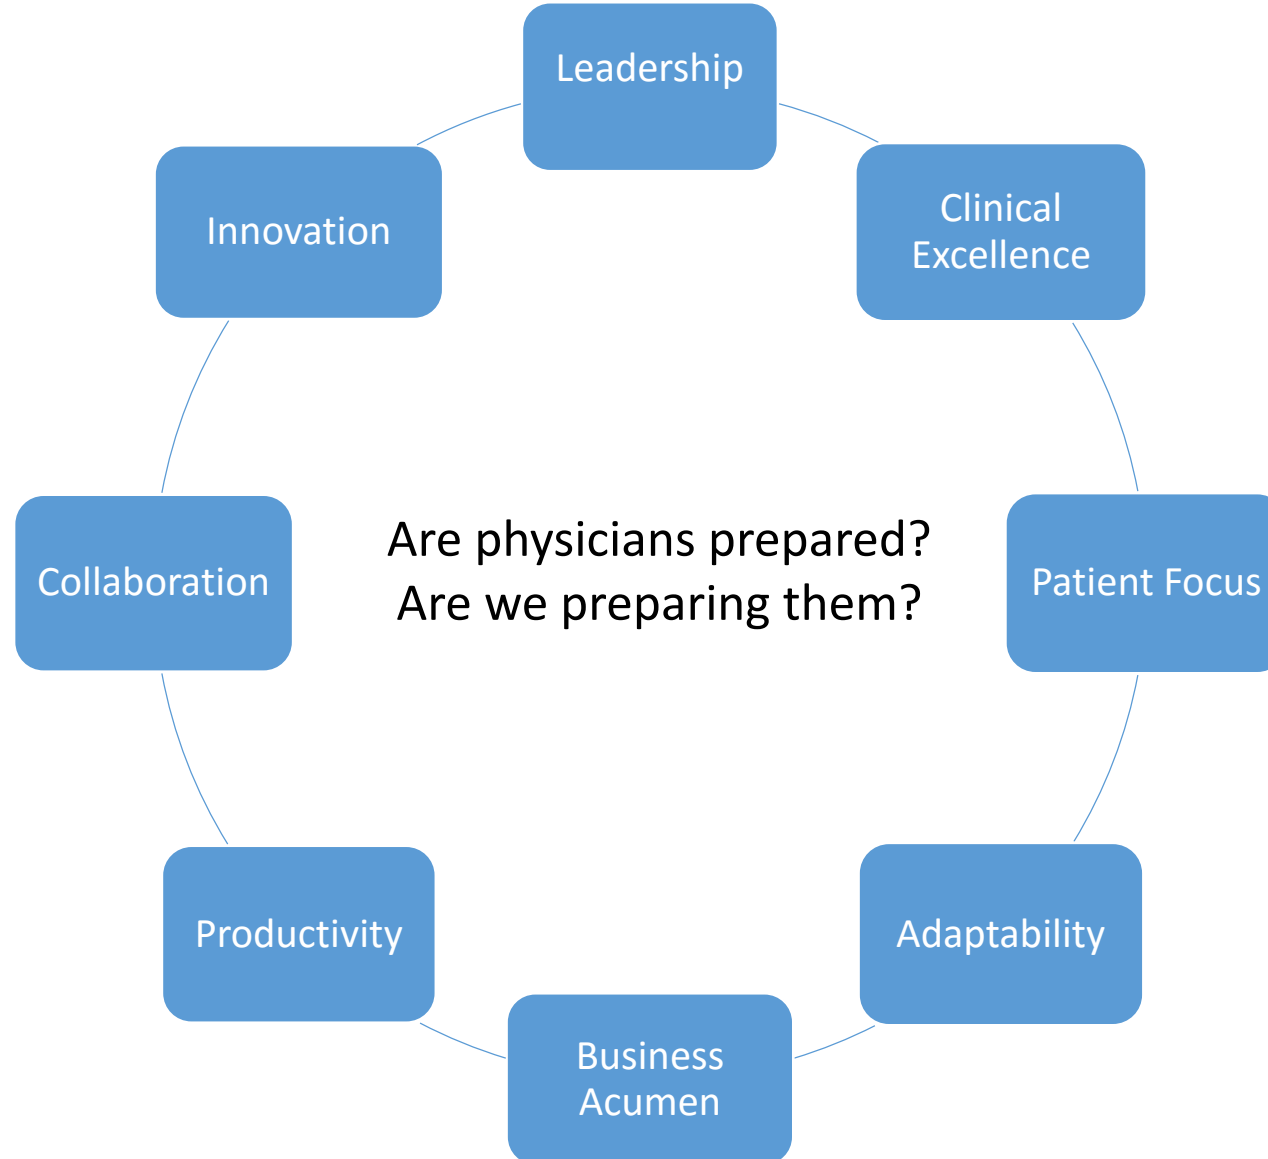 Leadership
Clinical
Excellence
Innovation
Are physicians prepared?
Are we preparing them?
Collaboration
Patient Focus
Productivity
Adaptability
Business
Acumen